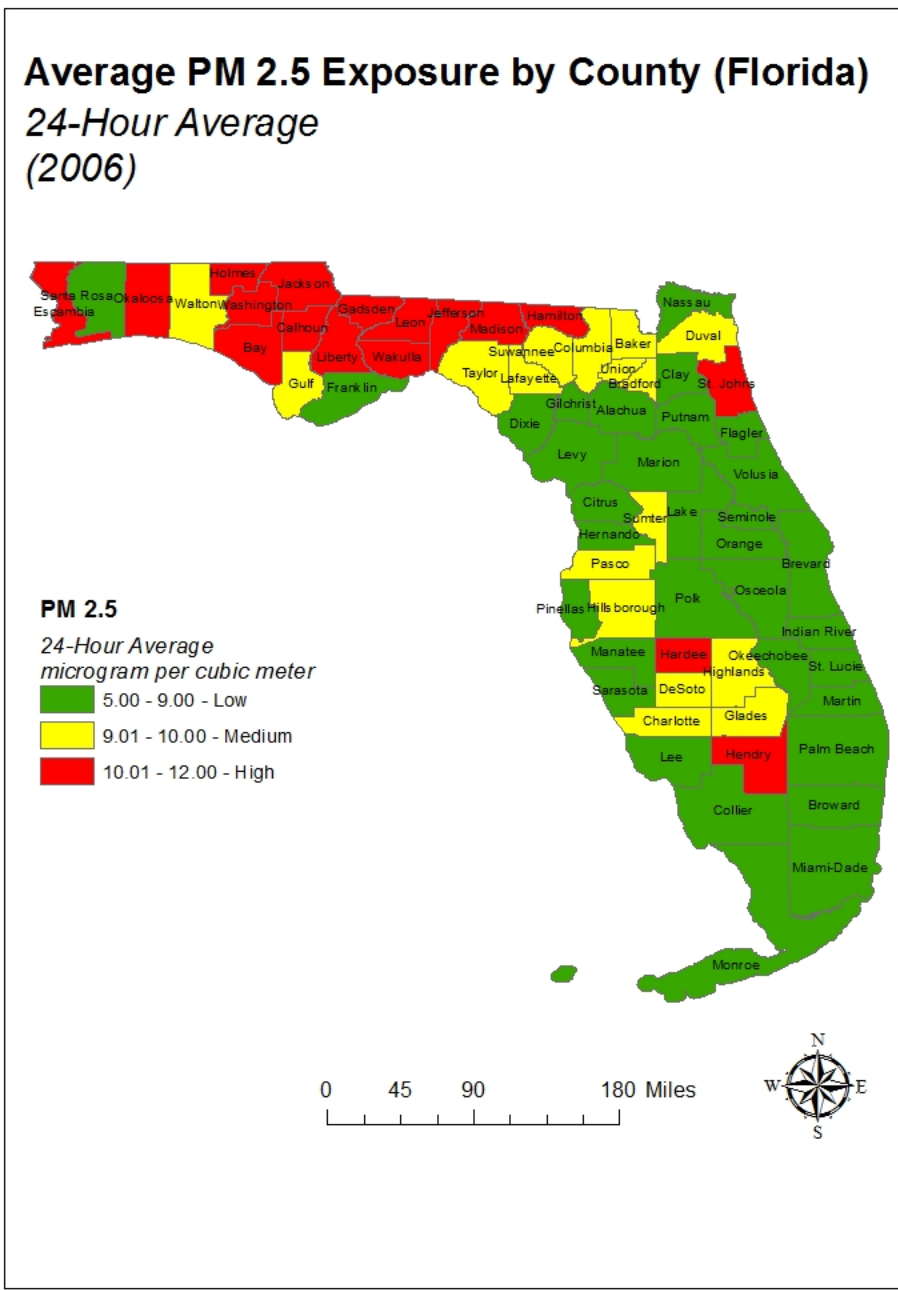 Average PM 2.5 Exposure by County (Florida)
24-Hour Average
(2006)
Holmes
Jackson
Santa Rosa
Okaloosa
Walton
Washington
Escambia
Nassau
Gadsden
Jefferson
Hamilton
Leon
Madison
Calhoun
Duval
Bay
Liberty
Wakulla
Suwannee
Columbia
Baker
Taylor
Lafayette
Union
Bradford
Clay
St. Johns
Gulf
Franklin
Gilchrist
Alachua
Putnam
Dixie
Flagler
Levy
Marion
Volusia
Citrus
Sumter
Lake
Seminole
Hernando
Orange
Pasco
Brevard
Osceola
Pinellas
Hillsborough
Polk
Indian River
Manatee
Hardee
Okeechobee
Highlands
St. Lucie
Sarasota
DeSoto
Martin
Charlotte
Glades
Lee
Hendry
Palm Beach
Collier
Broward
Miami-Dade
Monroe
PM 2.5
24-Hour Average
microgram per cubic meter
5.00 - 9.00 - Low
9.01 - 10.00 - Medium
10.01 - 12.00 - High
0 45 90 180 Miles
N
W E
S